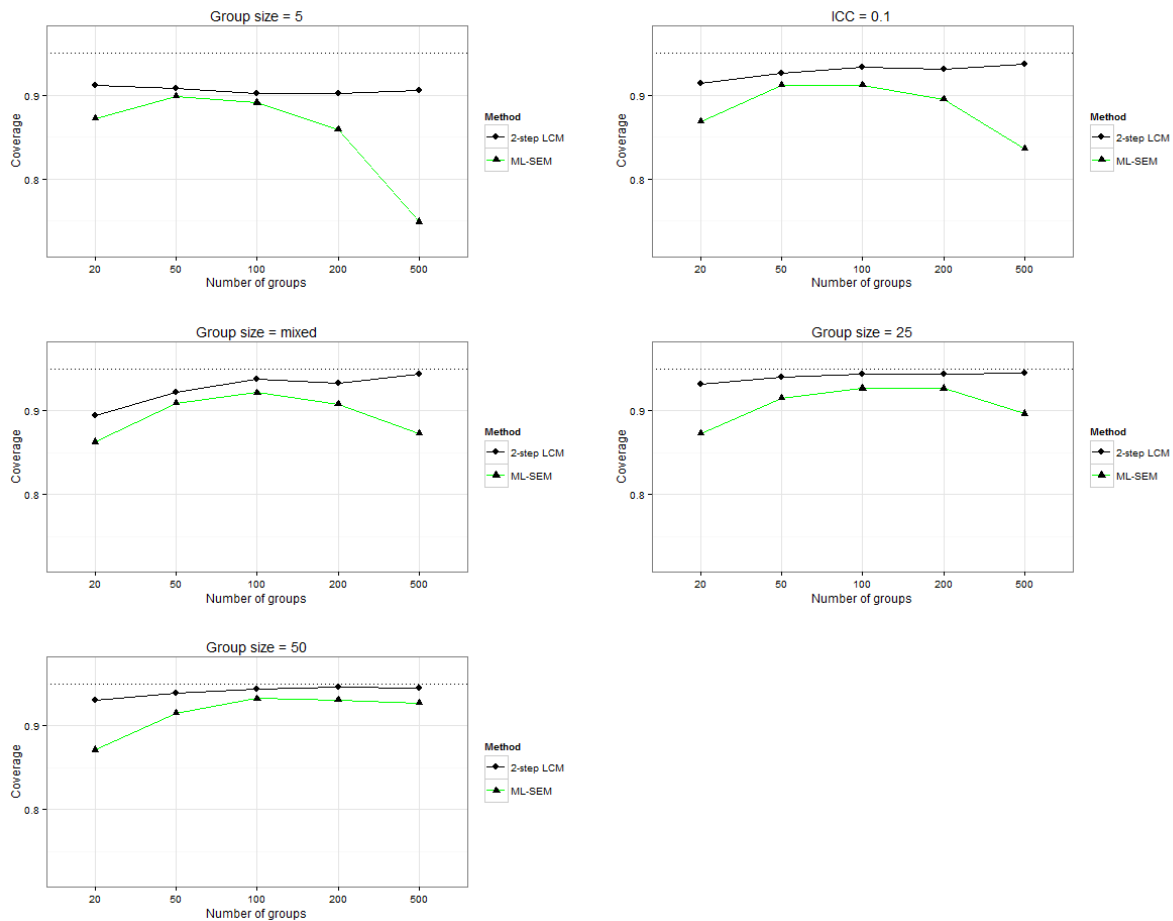 Group size = 5
0.9
0.8
Coverage
20 50 100 200 500
Number of groups
Method
2-step LCM
ML-SEM
ICC = 0.1
0.9
0.8
Coverage
20 50 100 200 500
Number of groups
Method
2-step LCM
ML-SEM
Group size = mixed
0.9
0.8
Coverage
20 50 100 200 500
Number of groups
Method
2-step LCM
ML-SEM
Group size = 25
0.9
0.8
Coverage
20 50 100 200 500
Number of groups
Method
2-step LCM
ML-SEM
Group size = 50
0.9
0.8
Coverage
20 50 100 200 500
Number of groups
Method
2-step LCM
ML-SEM